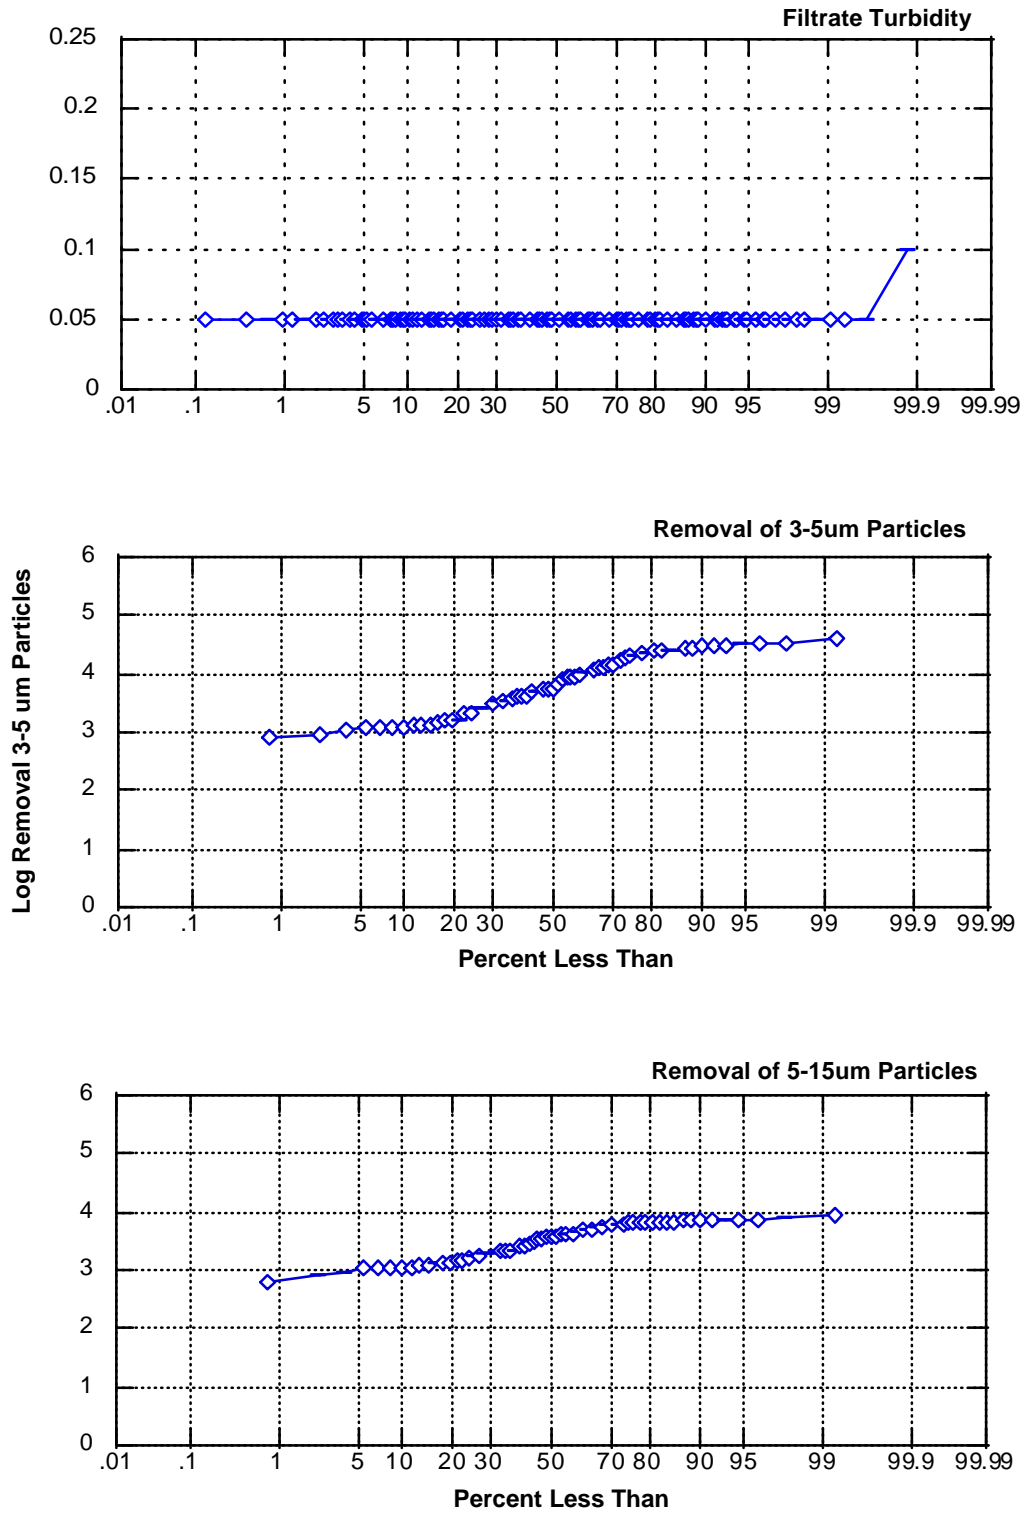 Filtrate Turbidity
0.25
0.2
0.15
0.1
0.05
0
.01 .1 1 5 10 20 30 50 70 80 90 95 99 99.9 99.99
Removal of 3-5um Particles
Log Removal 3-5 um Particles
6
5
4
3
2
1
0
.01 .1 1 5 10 20 30 50 70 80 90 95 99 99.9 99.99
Percent Less Than
Removal of 5-15um Particles
6
5
4
3
2
1
0
.01 .1 1 5 10 20 30 50 70 80 90 95 99 99.9 99.99
Percent Less Than